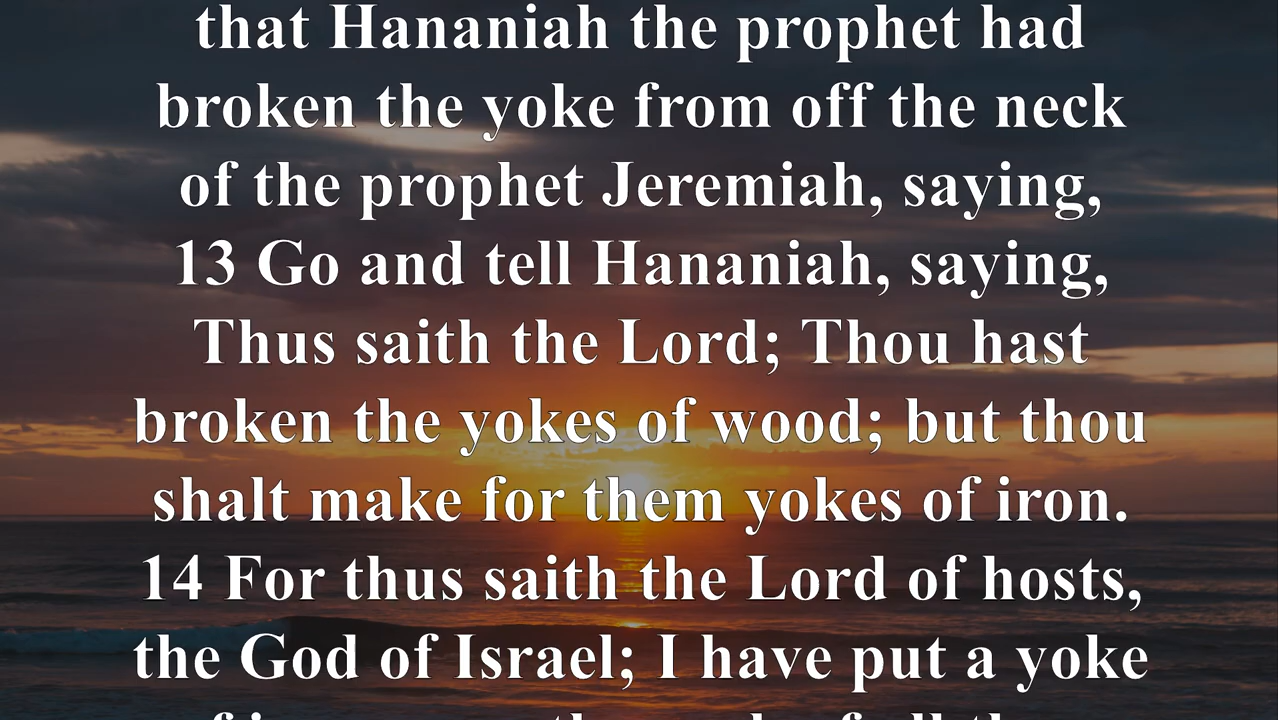 that Hananiah the prophet had
broken the yoke from off the neck
of the prophet Jeremiah, saying,
13 Go and tell Hananiah, saying,
Thus saith the Lord; Thou hast
broken the yokes of wood; but thou
shalt make for them yokes of iron.
14 For thus saith the Lord of hosts,
the God of Israel; I have put a yoke